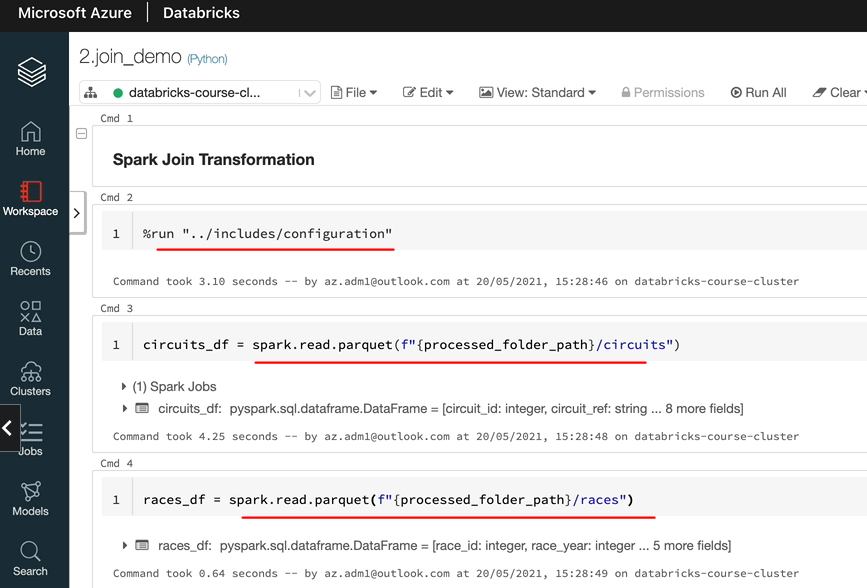 Microsoft Azure | Databricks
2.join_demo (Python)
databricks-course-cl... File Edit View: Standard Permissions Run All Clear
Cmd 1
Spark Join Transformation
Cmd 2
1 %run "../includes/configuration"
Command took 3.10 seconds -- by az.adm1@outlook.com at 20/05/2021, 15:28:46 on databricks-course-cluster
Cmd 3
1 circuits_df = spark.read.parquet(f"{processed_folder_path}/circuits")
(1) Spark Jobs
circuits_df: pyspark.sql.dataframe.DataFrame = [circuit_id: integer, circuit_ref: string ... 8 more fields]
Command took 4.25 seconds -- by az.adm1@outlook.com at 20/05/2021, 15:28:48 on databricks-course-cluster
Cmd 4
1 races_df = spark.read.parquet(f"{processed_folder_path}/races")
races_df: pyspark.sql.dataframe.DataFrame = [race_id: integer, race_year: integer ... 5 more fields]
Command took 0.64 seconds -- by az.adm1@outlook.com at 20/05/2021, 15:28:49 on databricks-course-cluster
Home
Workspace
Recents
Data
Clusters
Jobs
Models
Search